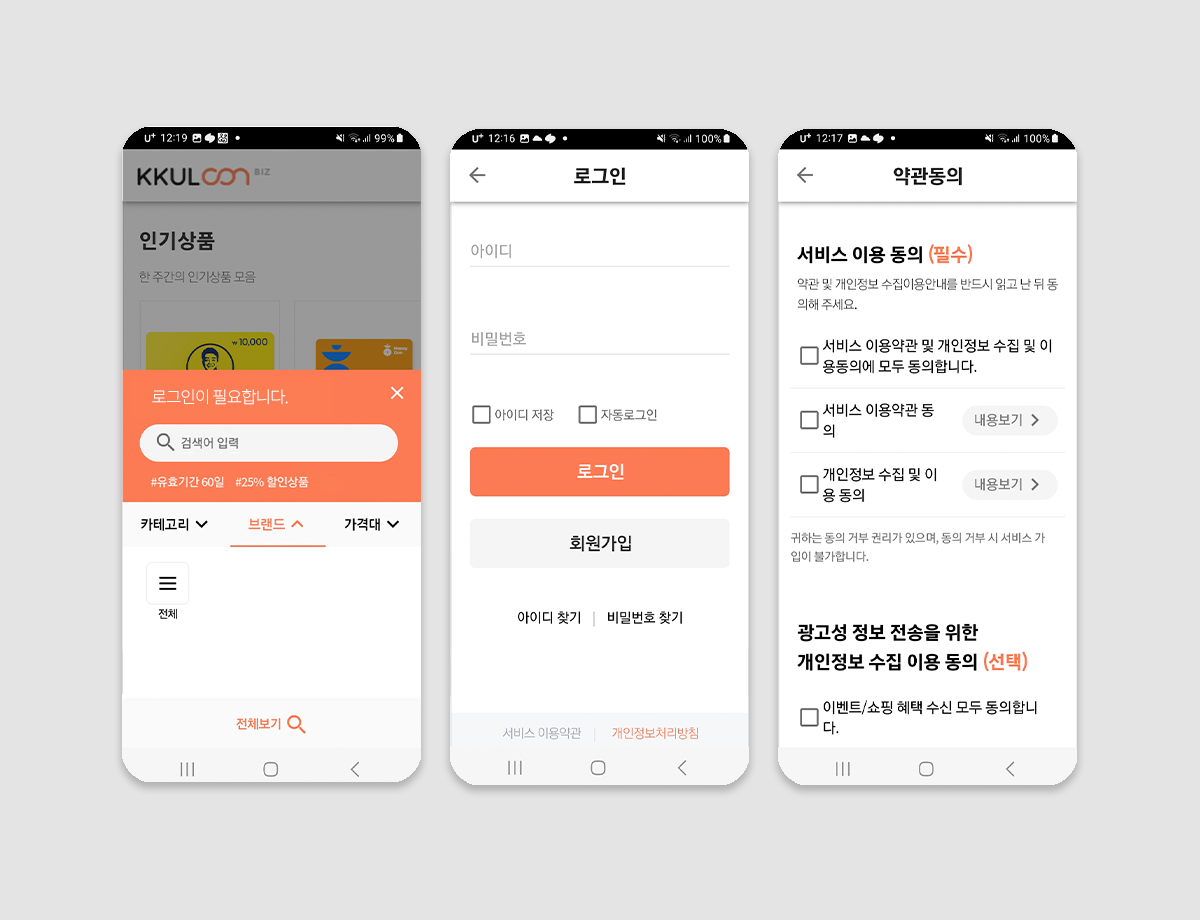 U+ 12:19
99%
KKULOON BIZ
인기상품
한 주간의 인기상품 모음
₩10,000
로그인이 필요합니다.
검색어 입력
#유효기간 60일 #25% 할인상품
카테고리 브랜드 가격대
전체
전체보기
U+ 12:16
100%
로그인
아이디
비밀번호
아이디 저장 자동로그인
로그인
회원가입
아이디 찾기 | 비밀번호 찾기
서비스 이용약관 | 개인정보처리방침
U+ 12:17
100%
약관동의
서비스 이용 동의 (필수)
약관 및 개인정보 수집이용안내를 반드시 읽고 난 뒤 동
의해 주세요.
서비스 이용약관 및 개인정보 수집 및 이
용동의에 모두 동의합니다.
서비스 이용약관 동
의
내용보기
개인정보 수집 및 이
용 동의
내용보기
귀하는 동의 거부 권리가 있으며, 동의 거부 시 서비스 가
입이 불가합니다.
광고성 정보 전송을 위한
개인정보 수집 이용 동의 (선택)
이벤트/쇼핑 혜택 수신 모두 동의합니
다.